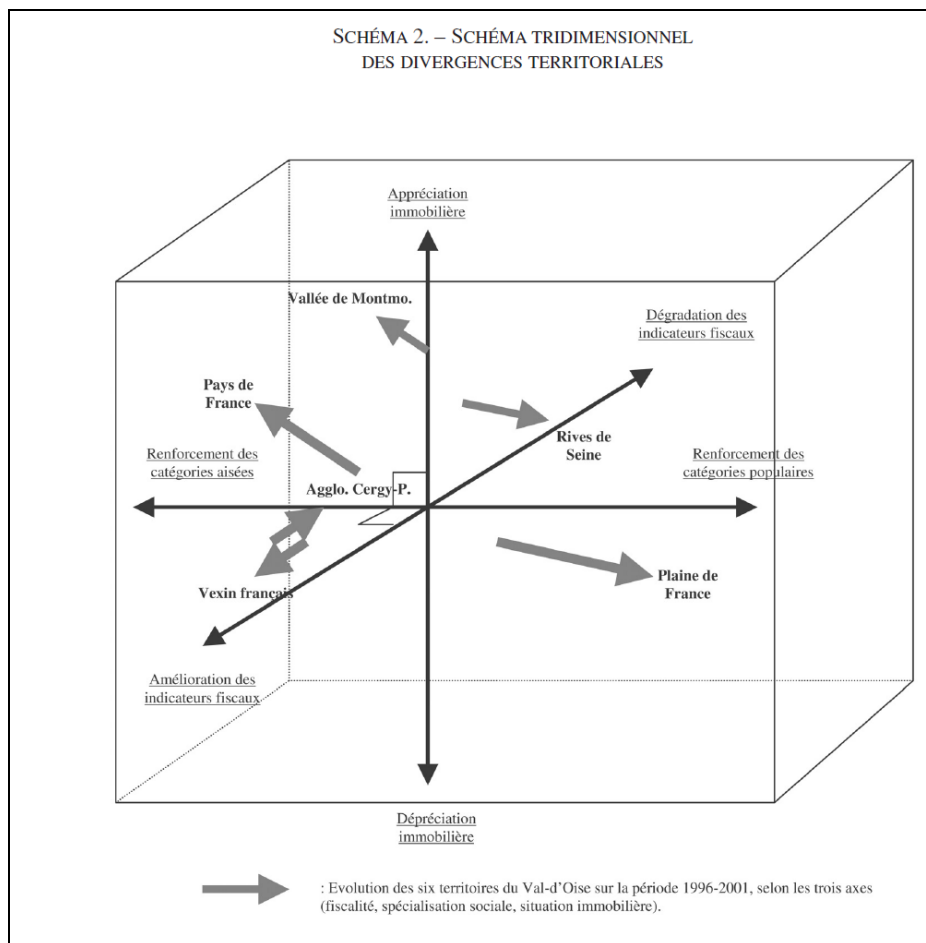 SCHÉMA 2. – SCHÉMA TRIDIMENSIONNEL
DES DIVERGENCES TERRITORIALES
Appréciation
immobilière
Vallée de Montmo.
Dégradation des
indicateurs fiscaux
Pays de
France
Rives de
Seine
Renforcement des
catégories aisées
Renforcement des
catégories populaires
Agglo. Cergy-P.
Vexin français
Plaine de
France
Amélioration des
indicateurs fiscaux
Dépréciation
immobilière
: Evolution des six territoires du Val-d'Oise sur la période 1996-2001, selon les trois axes
(fiscalité, spécialisation sociale, situation immobilière).